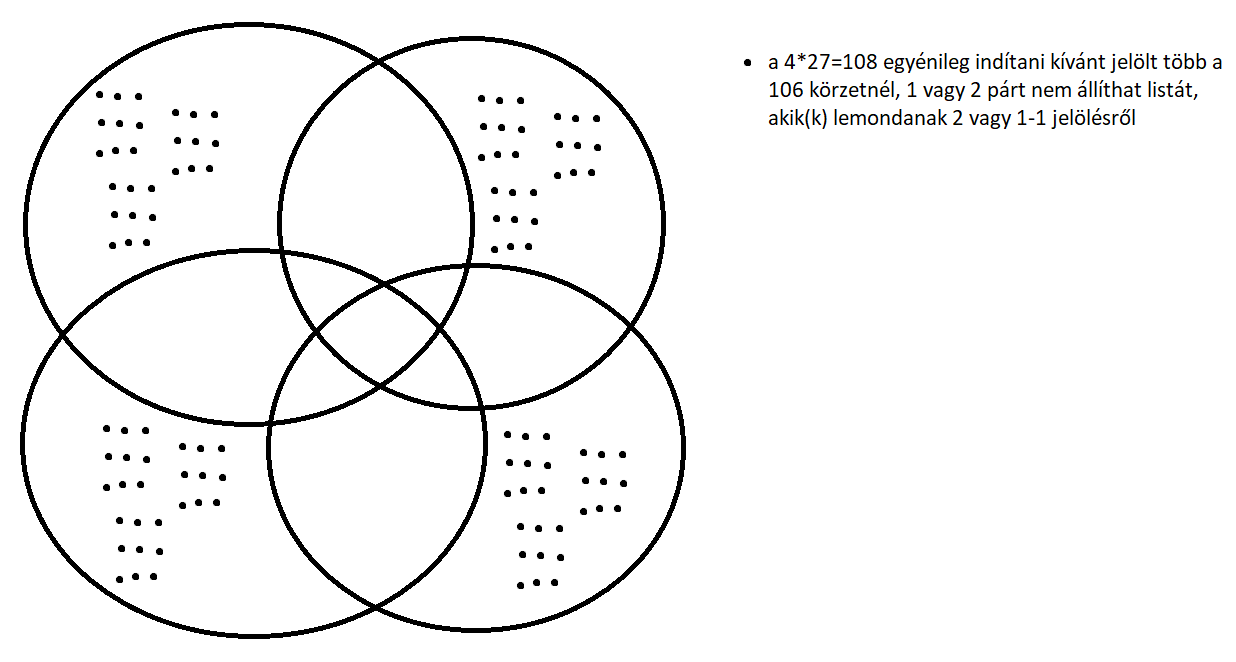 • a 4*27=108 egyénileg indítani kívánt jelölt több a
106 körzetnél, 1 vagy 2 párt nem állíthat listát,
akik(k) lemondanak 2 vagy 1-1 jelölésről